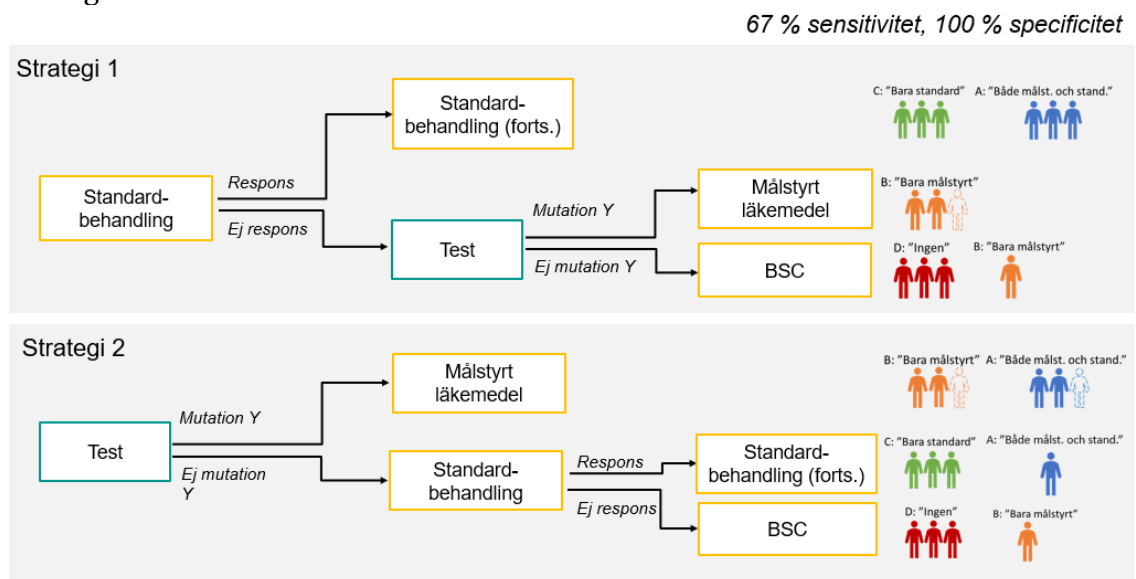 67 % sensitivitet, 100 % specificitet
Strategi 1
C: "Bara standard" A: "Både målst. och stand."
Standard-
behandling (forts.)
Standard-
behandling
Respons
Ej respons
B: "Bara målstyrt"
Målstyrt
läkemedel
Mutation Y
Test
Ej mutation Y
D: "Ingen" B: "Bara målstyrt"
BSC
Strategi 2
B: "Bara målstyrt" A: "Både målst. och stand."
Målstyrt
läkemedel
Mutation Y
Test
Ej mutation
Y
C: "Bara standard" A: "Både målst. och stand."
Standard-
behandling
Respons
Standard-
behandling (forts.)
Ej respons
D: "Ingen" B: "Bara målstyrt"
BSC